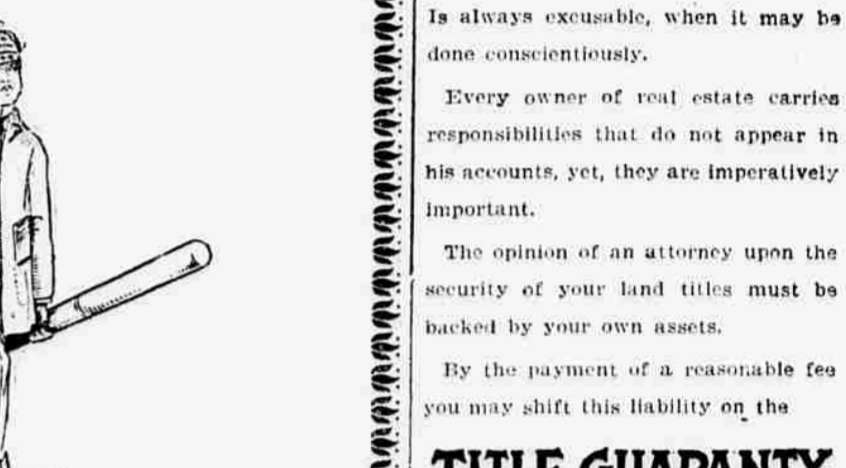 Is always excusable, when it may be
done conscientiously.
Every owner of real estate carries
responsibilities that do not appear in
his accounts, yet, they are imperatively
important.
The opinion of an attorney upon the
security of your land titles must be
backed by your own assets.
By the payment of a reasonable fee
you may shift this liability on the
TITLE GUARANTY